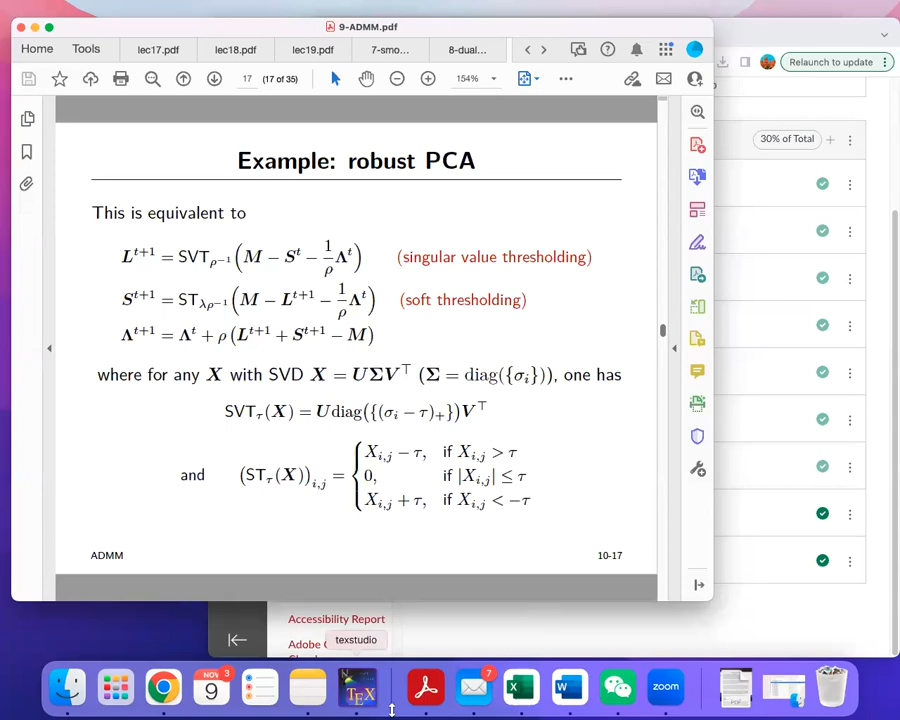 9-ADMM.pdf
Home Tools lec17.pdf lec18.pdf lec19.pdf 7-smo... 8-dual...
17 (17 of 35) 154%
Relaunch to update
30% of Total
Example: robust PCA
This is equivalent to
L^{t+1} = SVT_{ρ^{-1}}(M − S^t − 1/ρ Λ^t) (singular value thresholding)
S^{t+1} = ST_{λρ^{-1}}(M − L^{t+1} − 1/ρ Λ^t) (soft thresholding)
Λ^{t+1} = Λ^t + ρ(L^{t+1} + S^{t+1} − M)
where for any X with SVD X = UΣV^⊤ (Σ = diag({σ_i})), one has
SVT_τ(X) = Udiag({(σ_i − τ)_+})V^⊤
X_{i,j} − τ, if X_{i,j} > τ
and (ST_τ(X))_{i,j} = { 0, if |X_{i,j}| ≤ τ
X_{i,j} + τ, if X_{i,j} < −τ
ADMM 10-17
Accessibility Report
Adobe
texstudio
NOV 3
9
TEX
7
zoom
PDF